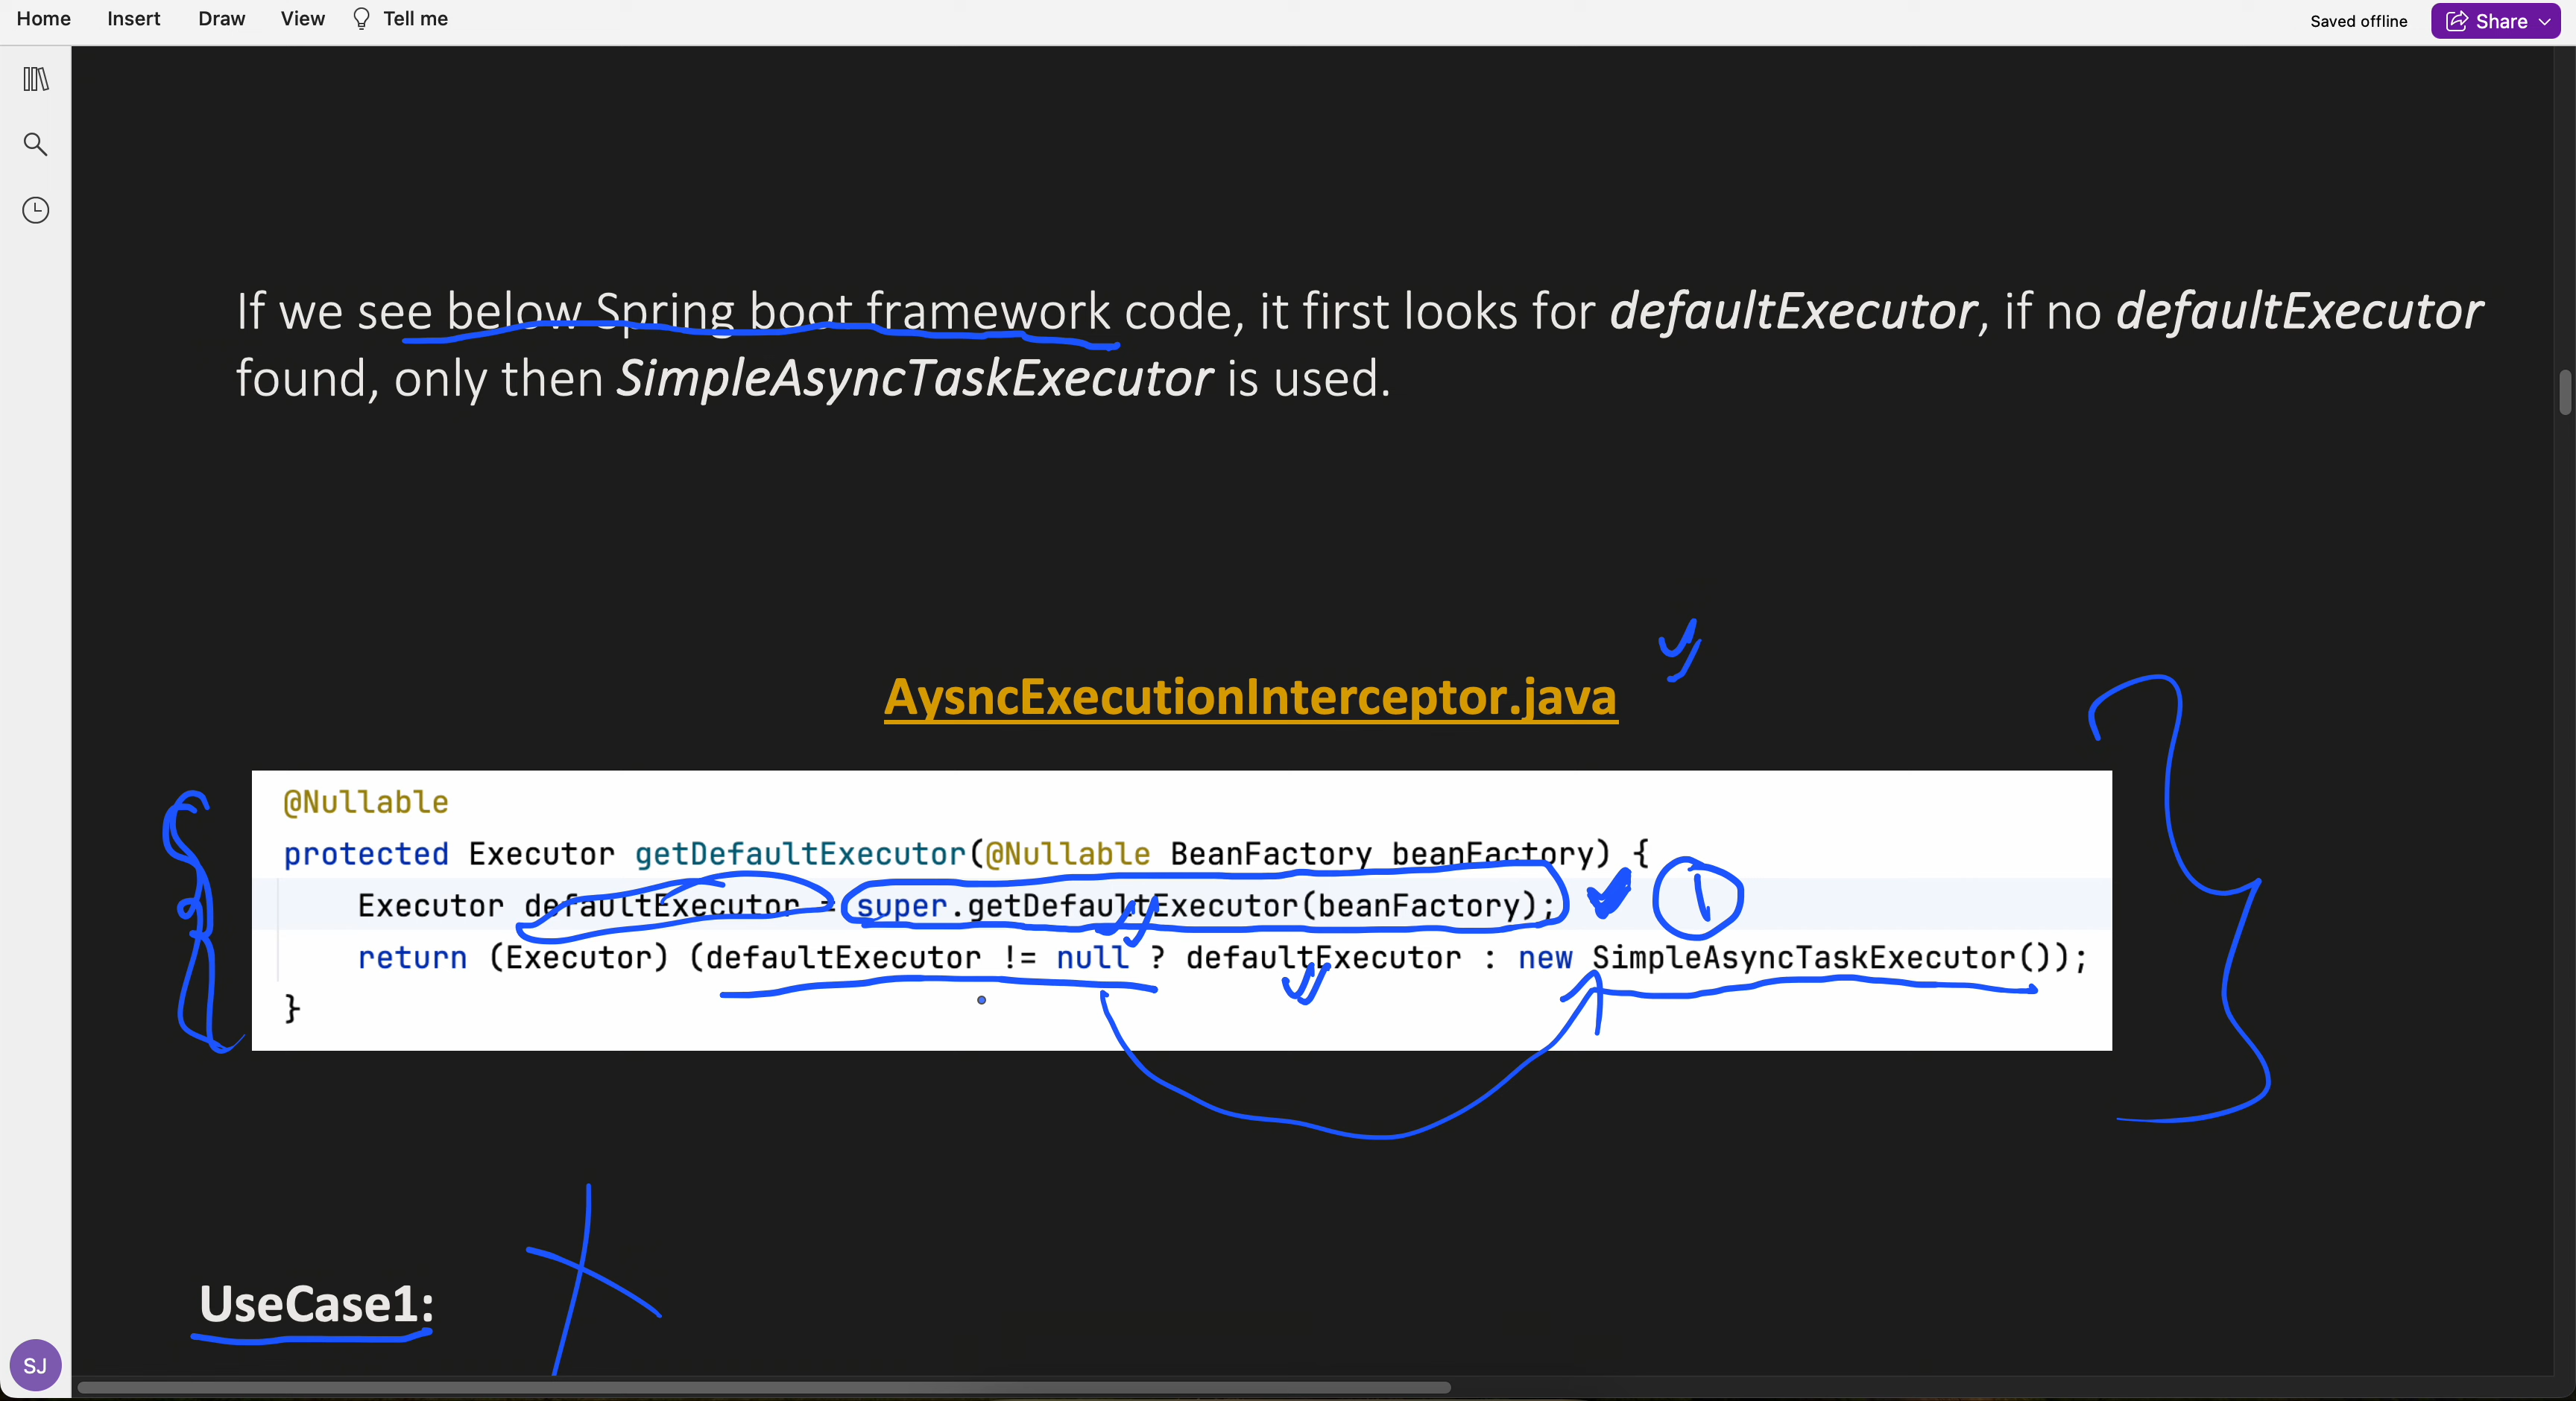 Home Insert Draw View Tell me Saved offline Share
If we see below Spring boot framework code, it first looks for defaultExecutor, if no defaultExecutor
found, only then SimpleAsyncTaskExecutor is used.
AysncExecutionInterceptor.java
@Nullable
protected Executor getDefaultExecutor(@Nullable BeanFactory beanFactory) {
Executor defaultExecutor = super.getDefaultExecutor(beanFactory); 1
return (Executor) (defaultExecutor != null ? defaultExecutor : new SimpleAsyncTaskExecutor());
}
UseCase1:
SJ